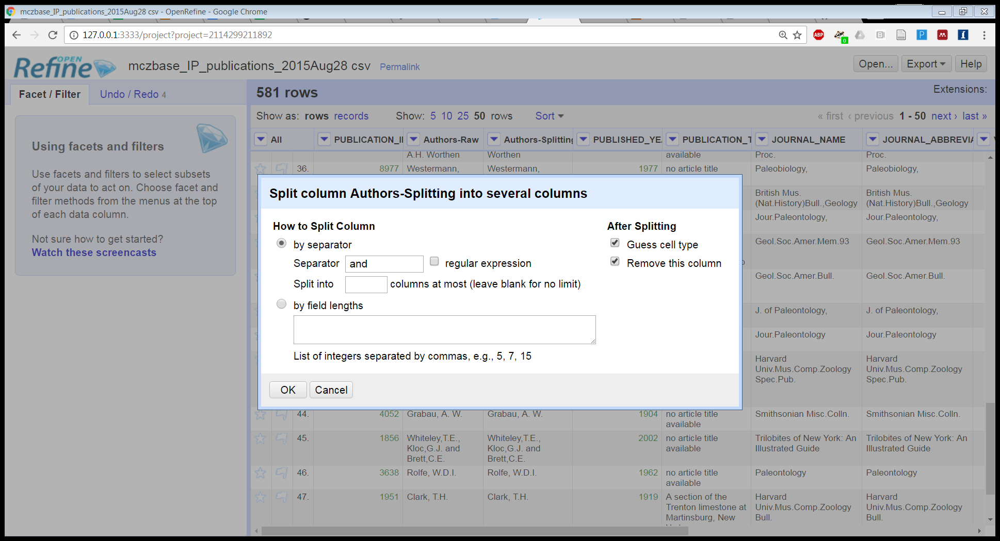 mczbase_IP_publications_2015Aug28 csv - OpenRefine - Google Chrome
127.0.0.1:3333/project?project=2114299211892
ABP
0
OPEN
Refine
mczbase_IP_publications_2015Aug28 csv Permalink
Open... Export Help
Facet / Filter Undo / Redo 4
581 rows
Extensions:
Show as: rows records Show: 5 10 25 50 rows Sort
« first ‹ previous 1 - 50 next › last »
Using facets and filters
Use facets and filters to select subsets
of your data to act on. Choose facet and
filter methods from the menus at the top
of each data column.
Not sure how to get started?
Watch these screencasts
All PUBLICATION_I Authors-Raw Authors-Splitting PUBLISHED_YE PUBLICATION_T JOURNAL_NAME JOURNAL_ABBREVIA
A.H. Worthen Worthen available Proc. Proc.
36. 8977 Westermann, Westermann, 1977 no article title Paleobiology, Paleobiology,
British Mus. British Mus.
(Nat.History)Bull.,Geology (Nat.History)Bull.,Geology
Jour.Paleontology, Jour.Paleontology,
Geol.Soc.Amer.Mem.93 Geol.Soc.Amer.Mem.93
Geol.Soc.Amer.Bull. Geol.Soc.Amer.Bull.
J. of Paleontology, J. of Paleontology,
Jour.Paleontology Jour.Paleontology
Harvard Harvard
Univ.Mus.Comp.Zoology Univ.Mus.Comp.Zoology
Spec.Pub. Spec.Pub.
Split column Authors-Splitting into several columns
How to Split Column
by separator
Separator and regular expression
Split into columns at most (leave blank for no limit)
by field lengths
List of integers separated by commas, e.g., 5, 7, 15
After Splitting
Guess cell type
Remove this column
OK Cancel
44. 4052 Grabau, A. W. Grabau, A. W. 1904 no article title Smithsonian Misc.Colln. Smithsonian Misc.Colln.
available
45. 1856 Whiteley,T.E., Whiteley,T.E., 2002 no article title Trilobites of New York: An Trilobites of New York: An
Kloc,G.J. and Kloc,G.J. and available Illustrated Guide Illustrated Guide
Brett,C.E. Brett,C.E.
46. 3638 Rolfe, W.D.I. Rolfe, W.D.I. 1962 no article title Paleontology Paleontology
available
47. 1951 Clark, T.H. Clark, T.H. 1919 A section of the Harvard Harvard
Trenton limestone at Univ.Mus.Comp.Zoology Univ.Mus.Comp.Zoology
Martinsburg, New Bull. Bull.